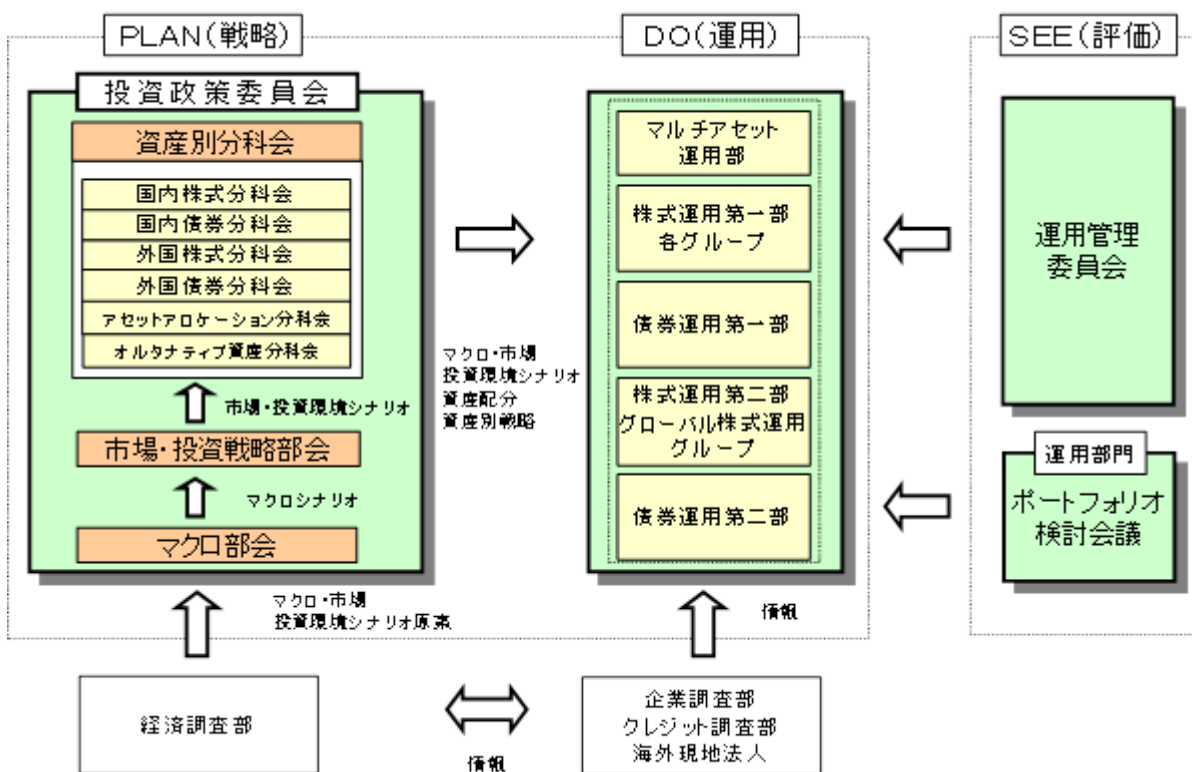 PLAN(戦略)
投資政策委員会
資産別分科会
国内株式分科会
国内債券分科会
外国株式分科会
外国債券分科会
アセットアロケーション分科会
オルタナティブ資産分科会
市場・投資環境シナリオ
市場・投資戦略部会
マクロシナリオ
マクロ部会
マクロ・市場
投資環境シナリオ原案
経済調査部
マクロ・市場
投資環境シナリオ
資産配分
資産別戦略
DO(運用)
マルチアセット
運用部
株式運用第一部
各グループ
債券運用第一部
株式運用第二部
グローバル株式運用
グループ
債券運用第二部
情報
企業調査部
クレジット調査部
海外現地法人
情報
SEE(評価)
運用管理
委員会
運用部門
ポートフォリオ
検討会議